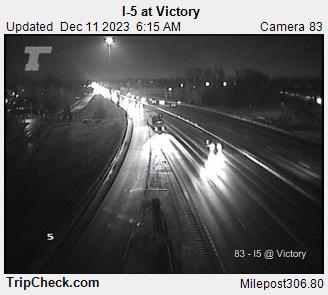 I-5 at Victory
Updated Dec 11 2023 6:15 AM Camera 83
T
S
83 - I5 @ Victory
TripCheck.com Milepost306.80